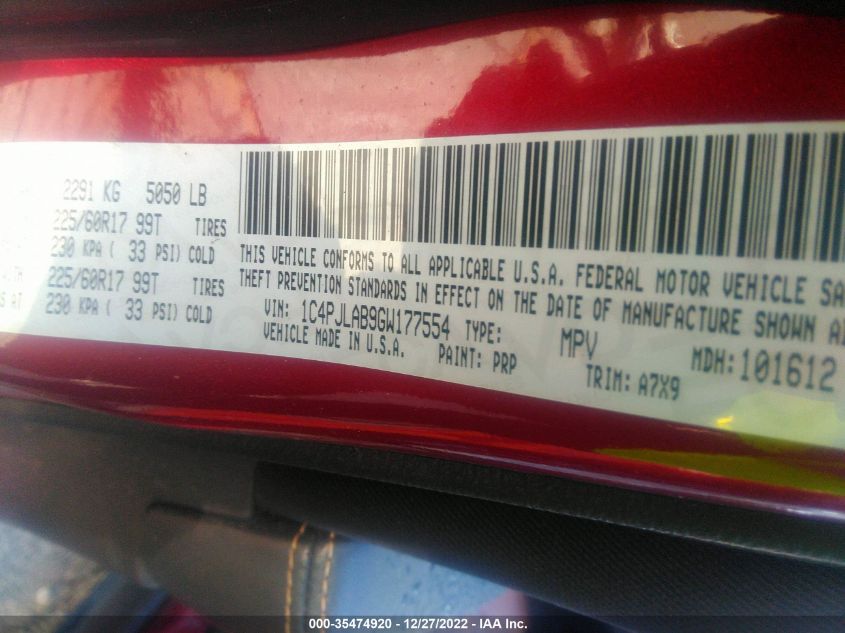 2291 KG 5050 LB
225/60R17 99T TIRES
230 KPA ( 33 PSI) COLD
225/60R17 99T TIRES
230 KPA ( 33 PSI) COLD
THIS VEHICLE CONFORMS TO ALL APPLICABLE U.S.A. FEDERAL MOTOR VEHICLE SA
THEFT PREVENTION STANDARDS IN EFFECT ON THE DATE OF MANUFACTURE SHOWN A
VIN: 1C4PJLAB9GW177554 TYPE: MPV MDH:101612
VEHICLE MADE IN U.S.A. PAINT: PRP TRIM: A7X9
000-35474920 - 12/27/2022 - IAA Inc.